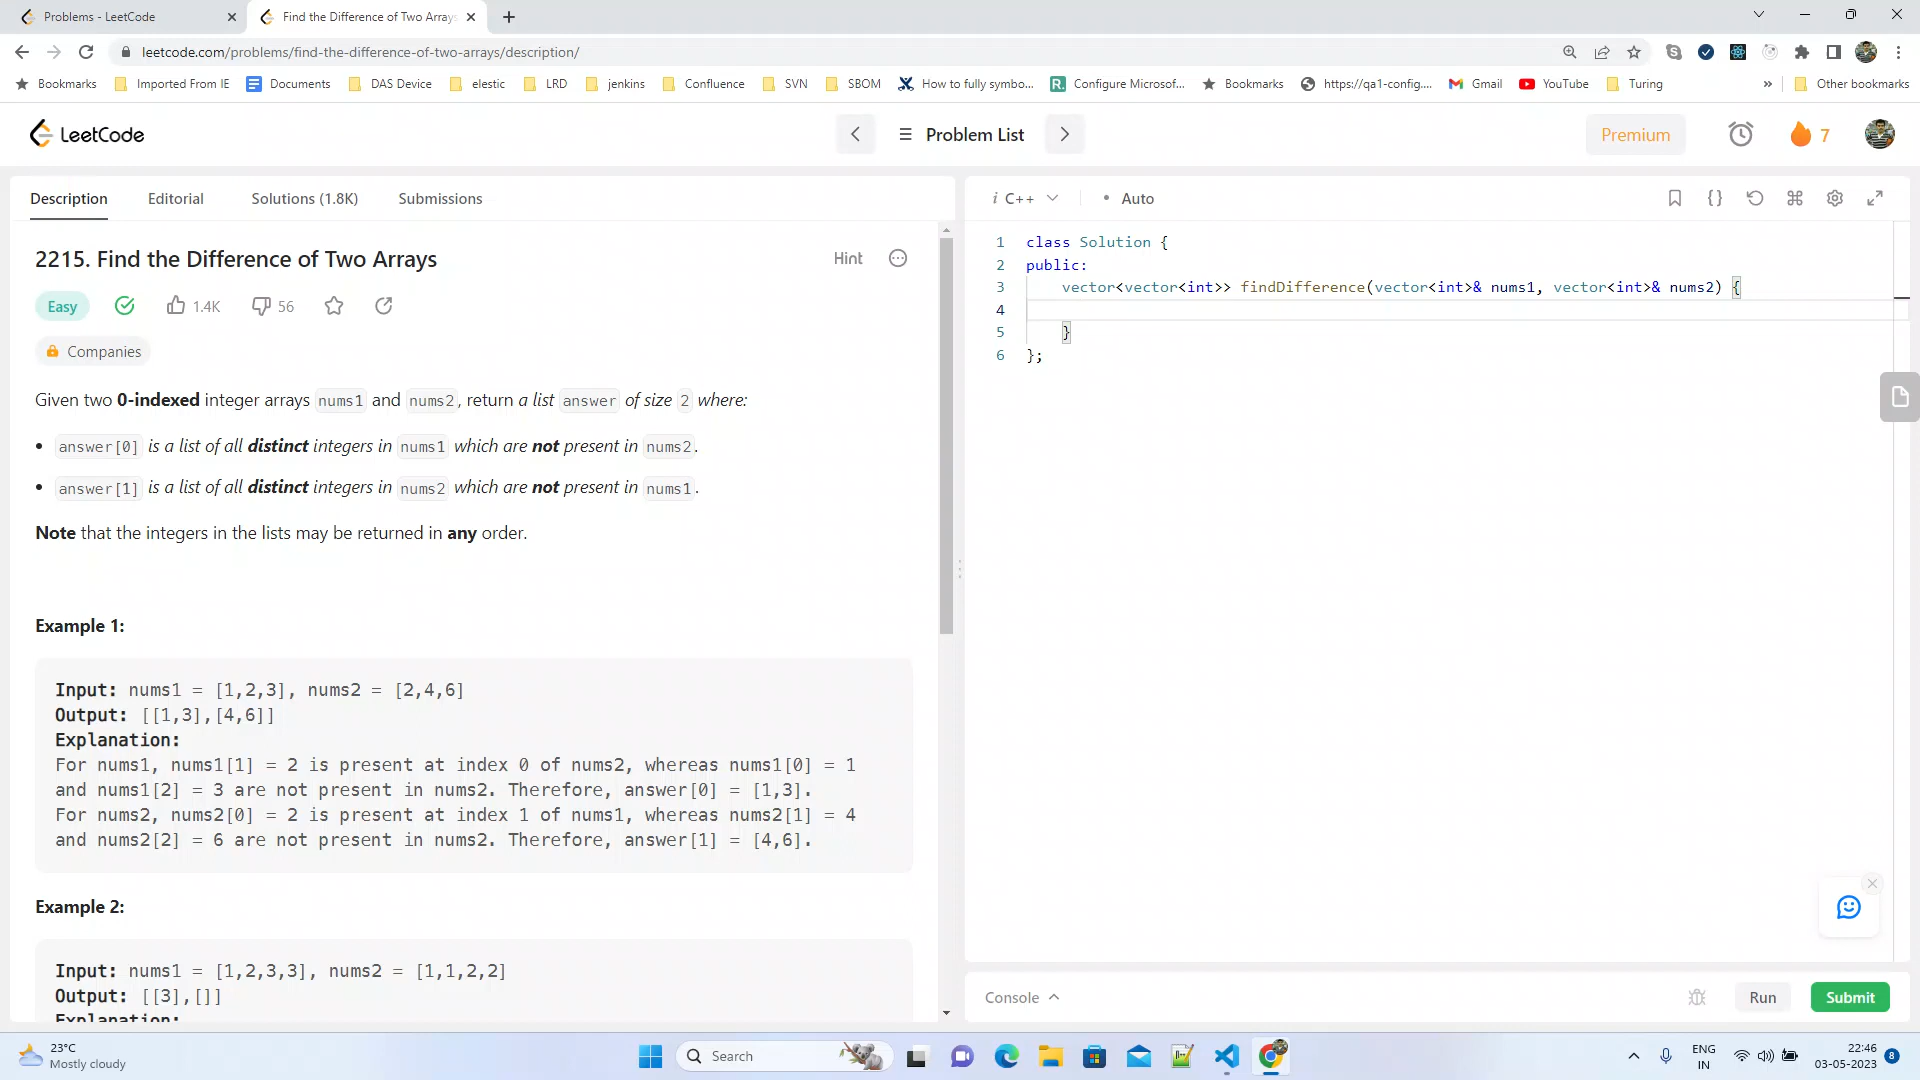 Problems - LeetCode
Find the Difference of Two Arrays
leetcode.com/problems/find-the-difference-of-two-arrays/description/
Bookmarks
Imported From IE
Documents
DAS Device
elestic
LRD
jenkins
Confluence
SVN
SBOM
How to fully symbo...
Configure Microsof...
Bookmarks
https://qa1-config....
Gmail
YouTube
Turing
»
Other bookmarks
LeetCode
Problem List
Premium
7
Description
Editorial
Solutions (1.8K)
Submissions
2215. Find the Difference of Two Arrays
Hint
Easy
1.4K
56
Companies
Given two 0-indexed integer arrays nums1 and nums2, return a list answer of size 2 where:
• answer[0] is a list of all distinct integers in nums1 which are not present in nums2.
• answer[1] is a list of all distinct integers in nums2 which are not present in nums1.
Note that the integers in the lists may be returned in any order.
Example 1:
Input: nums1 = [1,2,3], nums2 = [2,4,6]
Output: [[1,3],[4,6]]
Explanation:
For nums1, nums1[1] = 2 is present at index 0 of nums2, whereas nums1[0] = 1
and nums1[2] = 3 are not present in nums2. Therefore, answer[0] = [1,3].
For nums2, nums2[0] = 2 is present at index 1 of nums1, whereas nums2[1] = 4
and nums2[2] = 6 are not present in nums2. Therefore, answer[1] = [4,6].
Example 2:
Input: nums1 = [1,2,3,3], nums2 = [1,1,2,2]
Output: [[3],[]]
Explanation:
i C++
• Auto
{}
1 class Solution {
2 public:
3 vector<vector<int>> findDifference(vector<int>& nums1, vector<int>& nums2) {
4
5 }
6 };
Console
Run
Submit
23°C
Mostly cloudy
Search
ENG
IN
22:46
03-05-2023
8